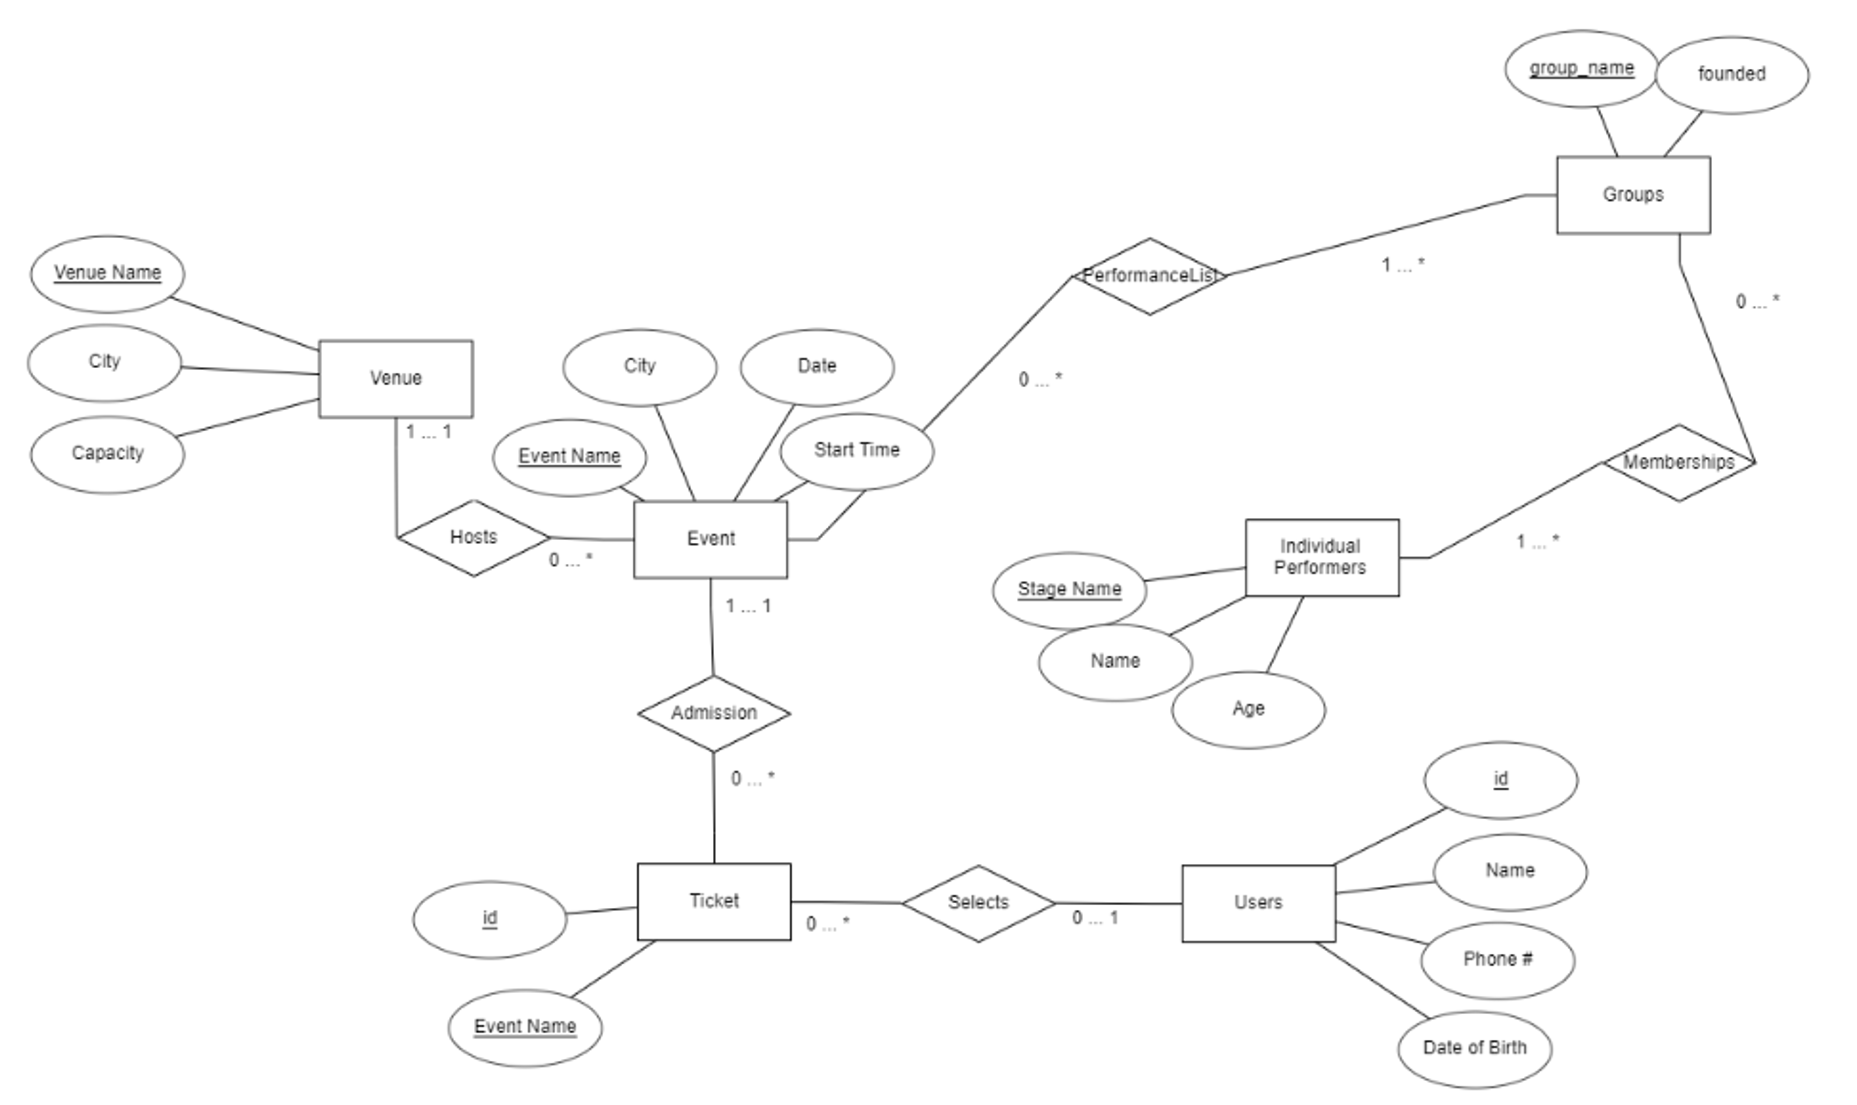 group_name
founded
Groups
PerformanceList
1 ... *
0 ... *
Venue Name
City
Capacity
Venue
1 ... 1
City
Date
Event Name
Start Time
0 ... *
Hosts
0 ... *
Event
1 ... 1
Memberships
1 ... *
Individual
Performers
Stage Name
Name
Age
Admission
0 ... *
id
Name
Phone #
Date of Birth
Users
0 ... 1
Selects
0 ... *
Ticket
id
Event Name